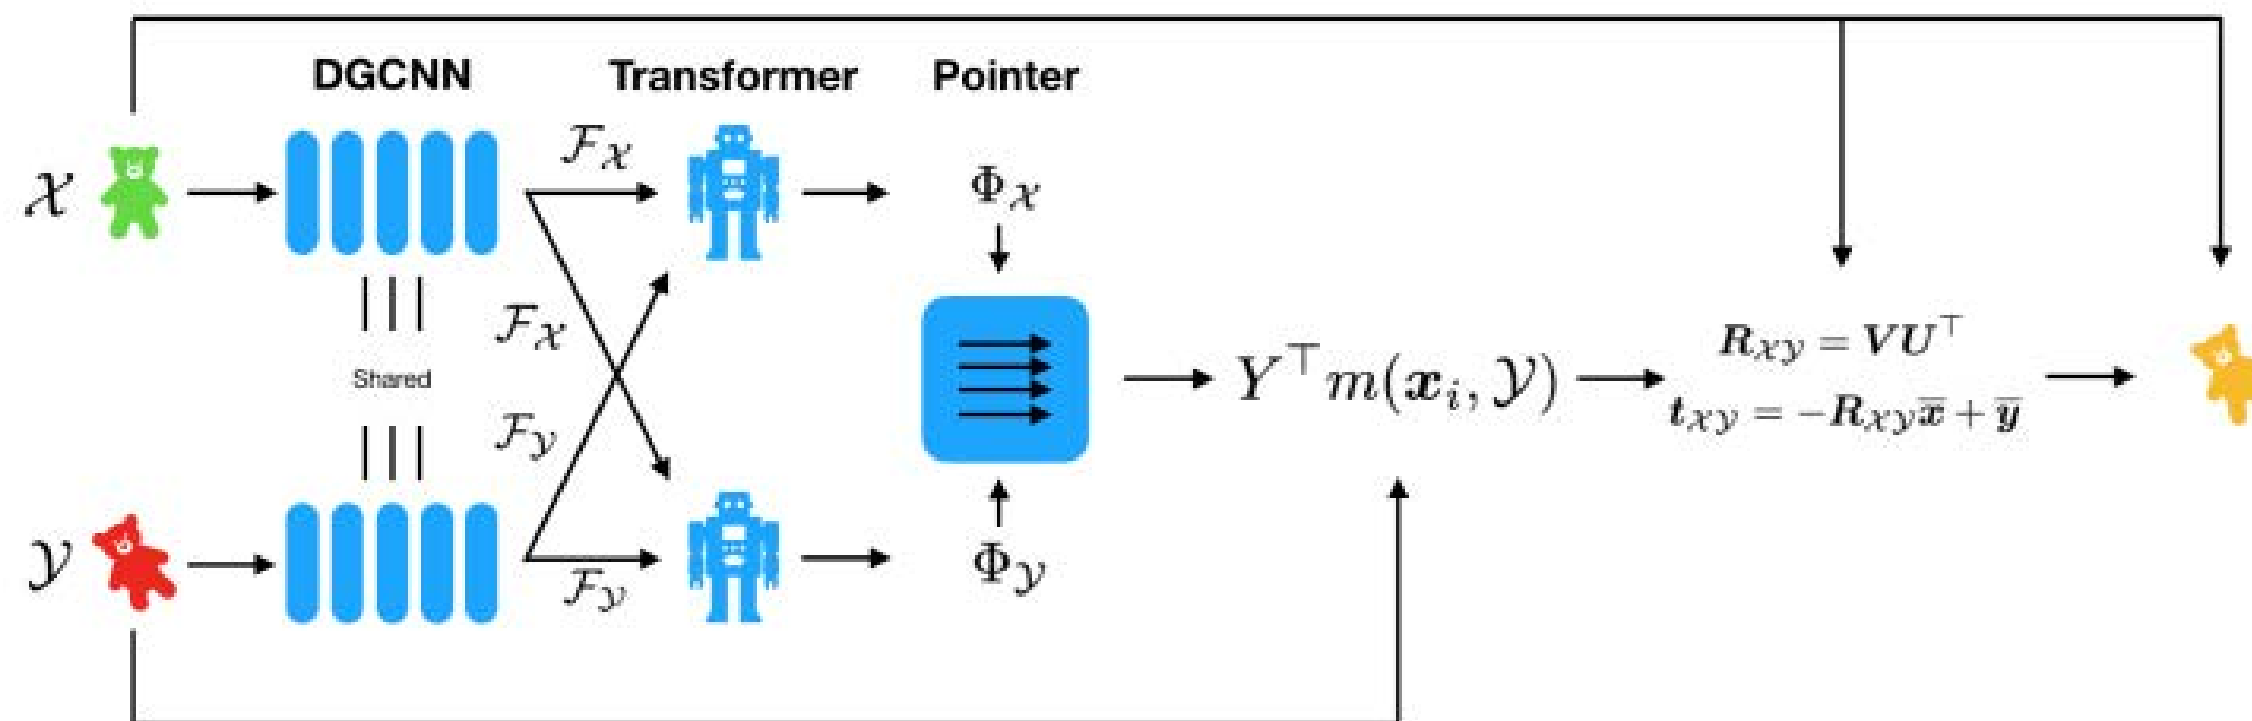 DGCNN Transformer Pointer
𝒳
ℱ𝒳
Φ𝒳
ℱ𝒳
Shared
ℱ𝒴
Y⊤m(𝒙ᵢ, 𝒴)
R𝒳𝒴 = VU⊤
t𝒳𝒴 = −R𝒳𝒴x̅ + y̅
𝒴
ℱ𝒴
Φ𝒴